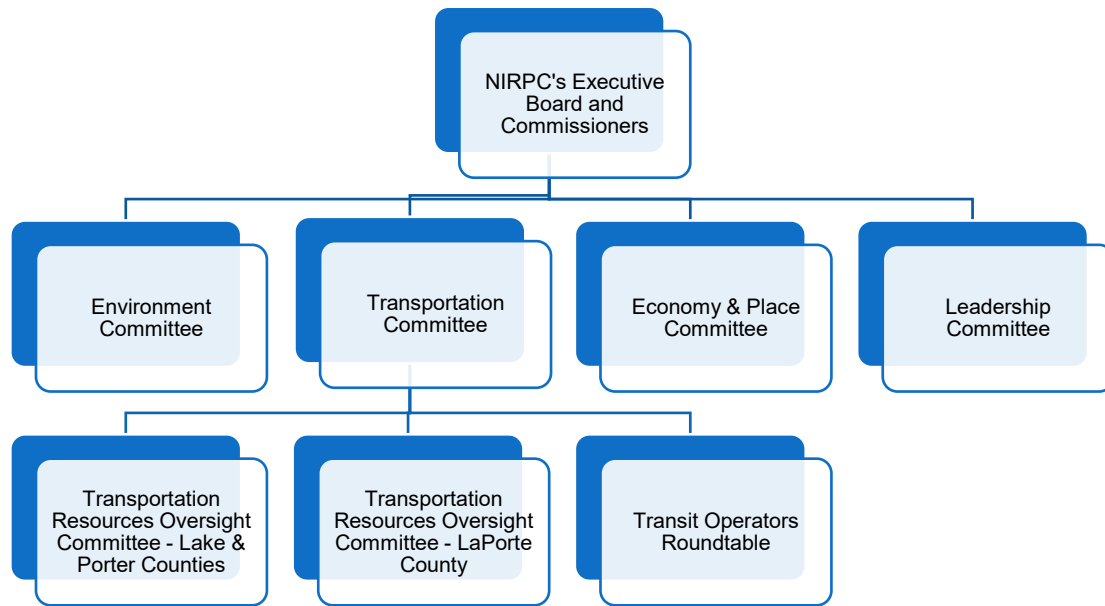 NIRPC's Executive
Board and
Commissioners
Environment
Committee
Transportation
Committee
Economy & Place
Committee
Leadership
Committee
Transportation
Resources Oversight
Committee - Lake &
Porter Counties
Transportation
Resources Oversight
Committee - LaPorte
County
Transit Operators
Roundtable